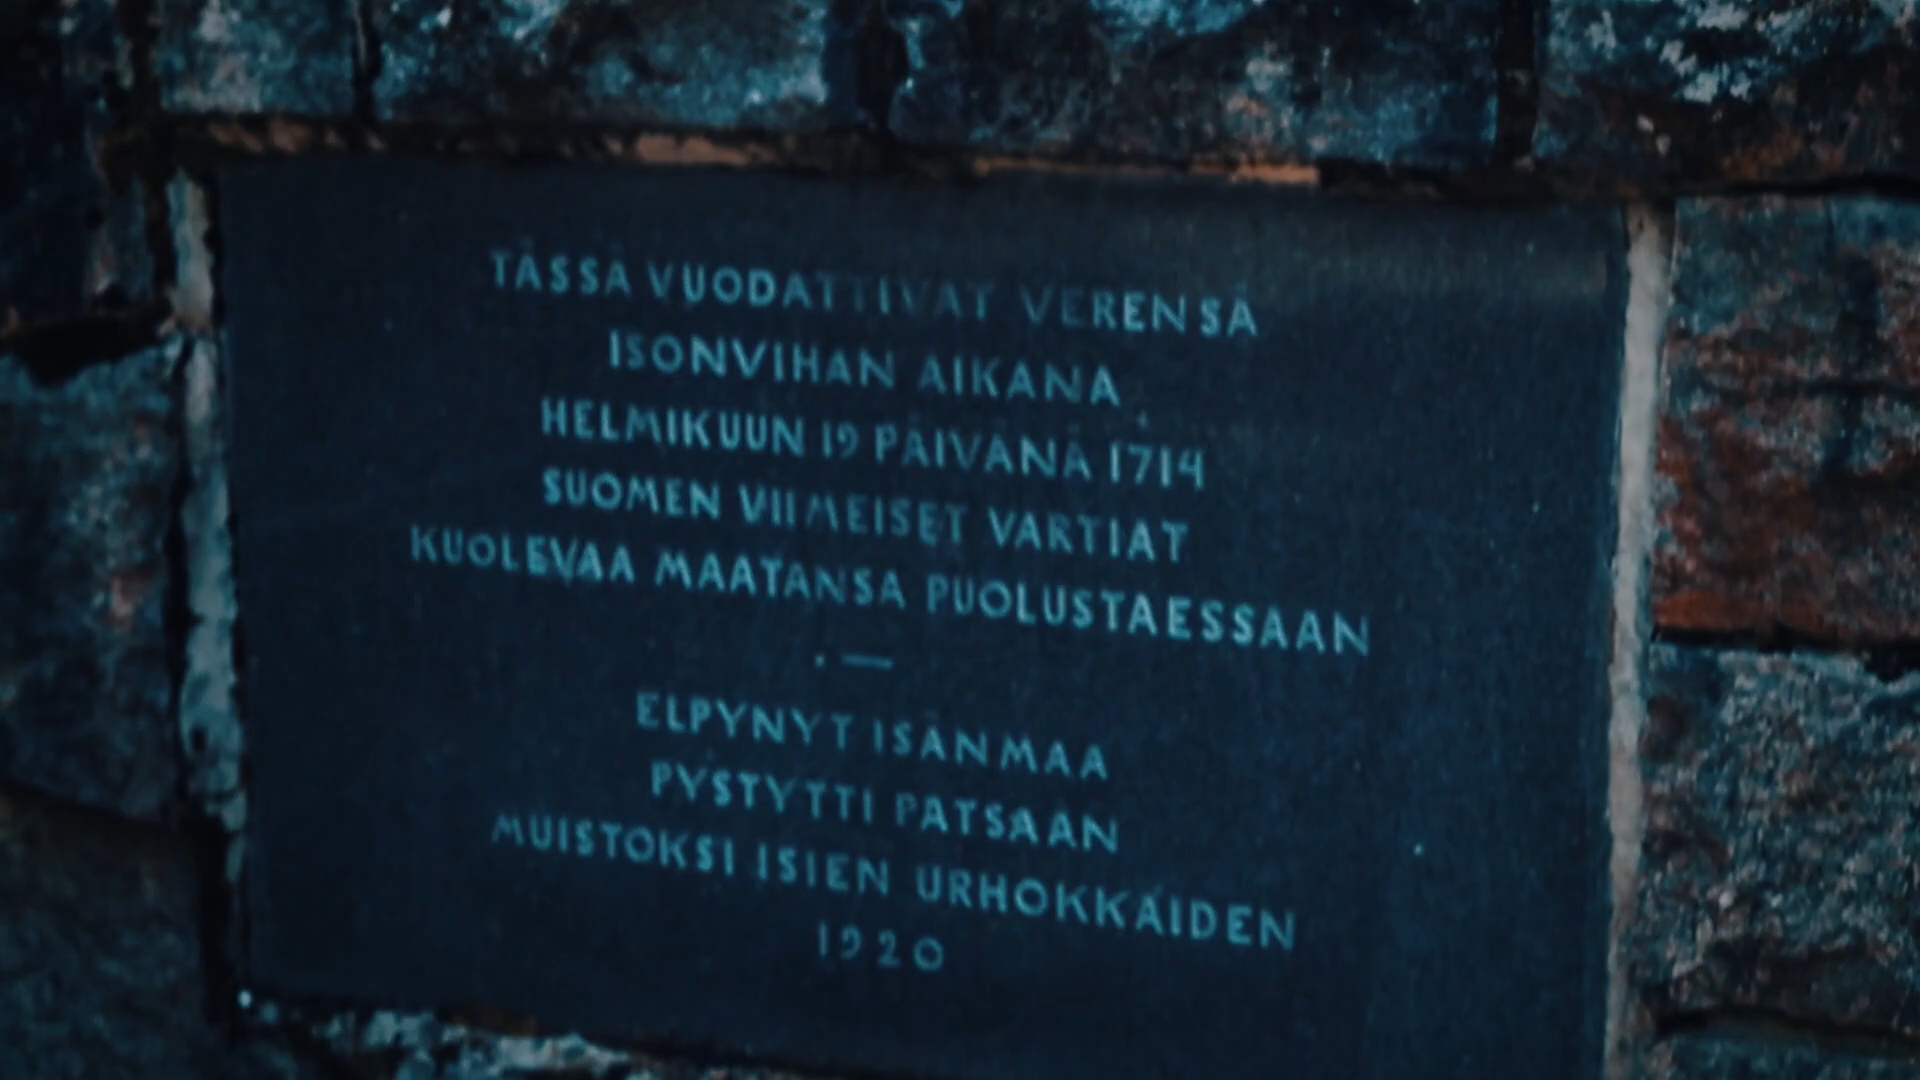 TÄSSÄ VUODATTIVAT VERENSÄ
ISONVIHAN AIKANA
HELMIKUUN 19 PÄIVÄNÄ 1714
SUOMEN VIIMEISET VARTIAT
KUOLEVAA MAATANSA PUOLUSTAESSAAN
ELPYNYT ISÄNMAA
PYSTYTTI PATSAAN
MUISTOKSI ISIEN URHOKKAIDEN
1920